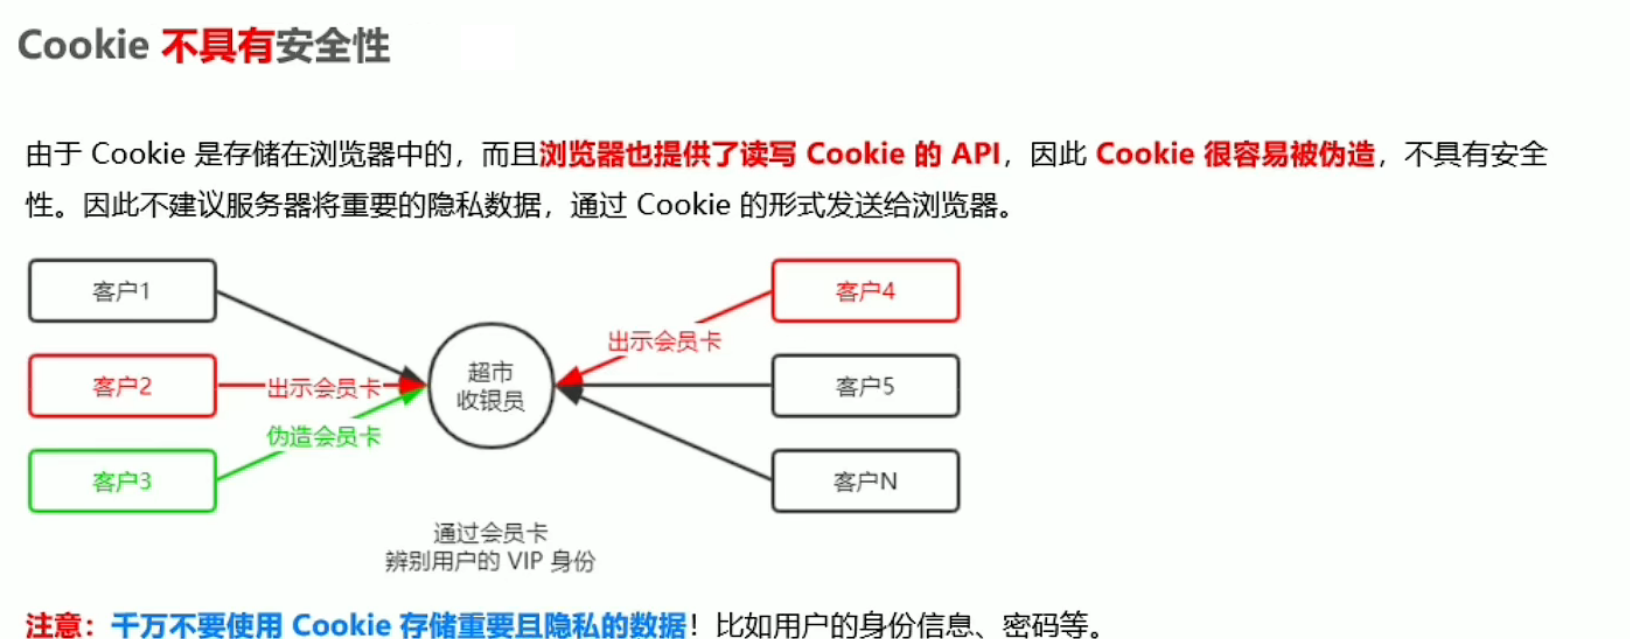 Cookie 不具有安全性
由于 Cookie 是存储在浏览器中的，而且浏览器也提供了读写 Cookie 的 API，因此 Cookie 很容易被伪造，不具有安全
性。因此不建议服务器将重要的隐私数据，通过 Cookie 的形式发送给浏览器。
客户1
客户2
客户3
出示会员卡
伪造会员卡
超市
收银员
出示会员卡
客户4
客户5
客户N
通过会员卡
辨别用户的 VIP 身份
注意：千万不要使用 Cookie 存储重要且隐私的数据！比如用户的身份信息、密码等。